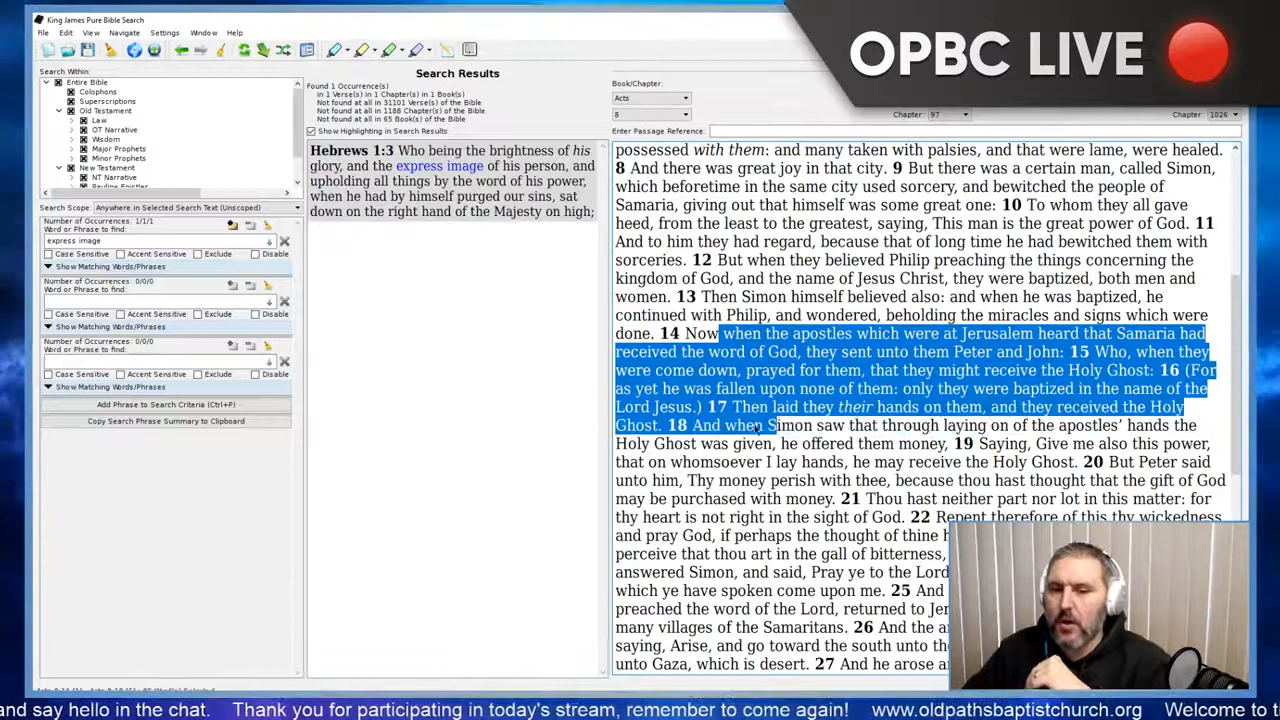 King James Pure Bible Search
OPBC LIVE
File Edit View Navigate Settings Window Help
Search Within:
Entire Bible
Colophons
Superscriptions
Old Testament
Law
OT Narrative
Wisdom
Major Prophets
Minor Prophets
New Testament
NT Narrative
Pauline Epistles
Search Scope: Anywhere in Selected Search Text (Unscoped)
Number of Occurrences: 1/1/1
Word or Phrase to find:
express image
Case Sensitive Accent Sensitive Exclude Disable
Show Matching Words/Phrases
Number of Occurrences: 0/0/0
Word or Phrase to find:
Case Sensitive Accent Sensitive Exclude Disable
Show Matching Words/Phrases
Number of Occurrences: 0/0/0
Word or Phrase to find:
Case Sensitive Accent Sensitive Exclude Disable
Show Matching Words/Phrases
Add Phrase to Search Criteria (Ctrl+P)
Copy Search Phrase Summary to Clipboard
Search Results
Found 1 Occurrence(s)
in 1 Verse(s) in 1 Chapter(s) in 1 Book(s)
Not found at all in 31101 Verse(s) of the Bible
Not found at all in 1188 Chapter(s) of the Bible
Not found at all in 65 Book(s) of the Bible
Show Highlighting in Search Results
Hebrews 1:3 Who being the brightness of his
glory, and the express image of his person, and
upholding all things by the word of his power,
when he had by himself purged our sins, sat
down on the right hand of the Majesty on high;
Book/Chapter:
Acts
8 Chapter: 97 Chapter: 1026
Enter Passage Reference:
possessed with them: and many taken with palsies, and that were lame, were healed.
8 And there was great joy in that city. 9 But there was a certain man, called Simon,
which beforetime in the same city used sorcery, and bewitched the people of
Samaria, giving out that himself was some great one: 10 To whom they all gave
heed, from the least to the greatest, saying, This man is the great power of God. 11
And to him they had regard, because that of long time he had bewitched them with
sorceries. 12 But when they believed Philip preaching the things concerning the
kingdom of God, and the name of Jesus Christ, they were baptized, both men and
women. 13 Then Simon himself believed also: and when he was baptized, he
continued with Philip, and wondered, beholding the miracles and signs which were
done. 14 Now when the apostles which were at Jerusalem heard that Samaria had
received the word of God, they sent unto them Peter and John: 15 Who, when they
were come down, prayed for them, that they might receive the Holy Ghost: 16 (For
as yet he was fallen upon none of them: only they were baptized in the name of the
Lord Jesus.) 17 Then laid they their hands on them, and they received the Holy
Ghost. 18 And when Simon saw that through laying on of the apostles’ hands the
Holy Ghost was given, he offered them money, 19 Saying, Give me also this power,
that on whomsoever I lay hands, he may receive the Holy Ghost. 20 But Peter said
unto him, Thy money perish with thee, because thou hast thought that the gift of God
may be purchased with money. 21 Thou hast neither part nor lot in this matter: for
thy heart is not right in the sight of God. 22 Repent therefore of this thy wickedness
and pray God, if perhaps the thought of thine
perceive that thou art in the gall of bitterness,
answered Simon, and said, Pray ye to the Lord
which ye have spoken come upon me. 25 And
preached the word of the Lord, returned to
many villages of the Samaritans. 26 And the
saying, Arise, and go toward the south unto
unto Gaza, which is desert. 27 And he arose
and say hello in the chat. Thank you for participating in today's stream, remember to come again! www.oldpathsbaptistchurch.org Welcome to